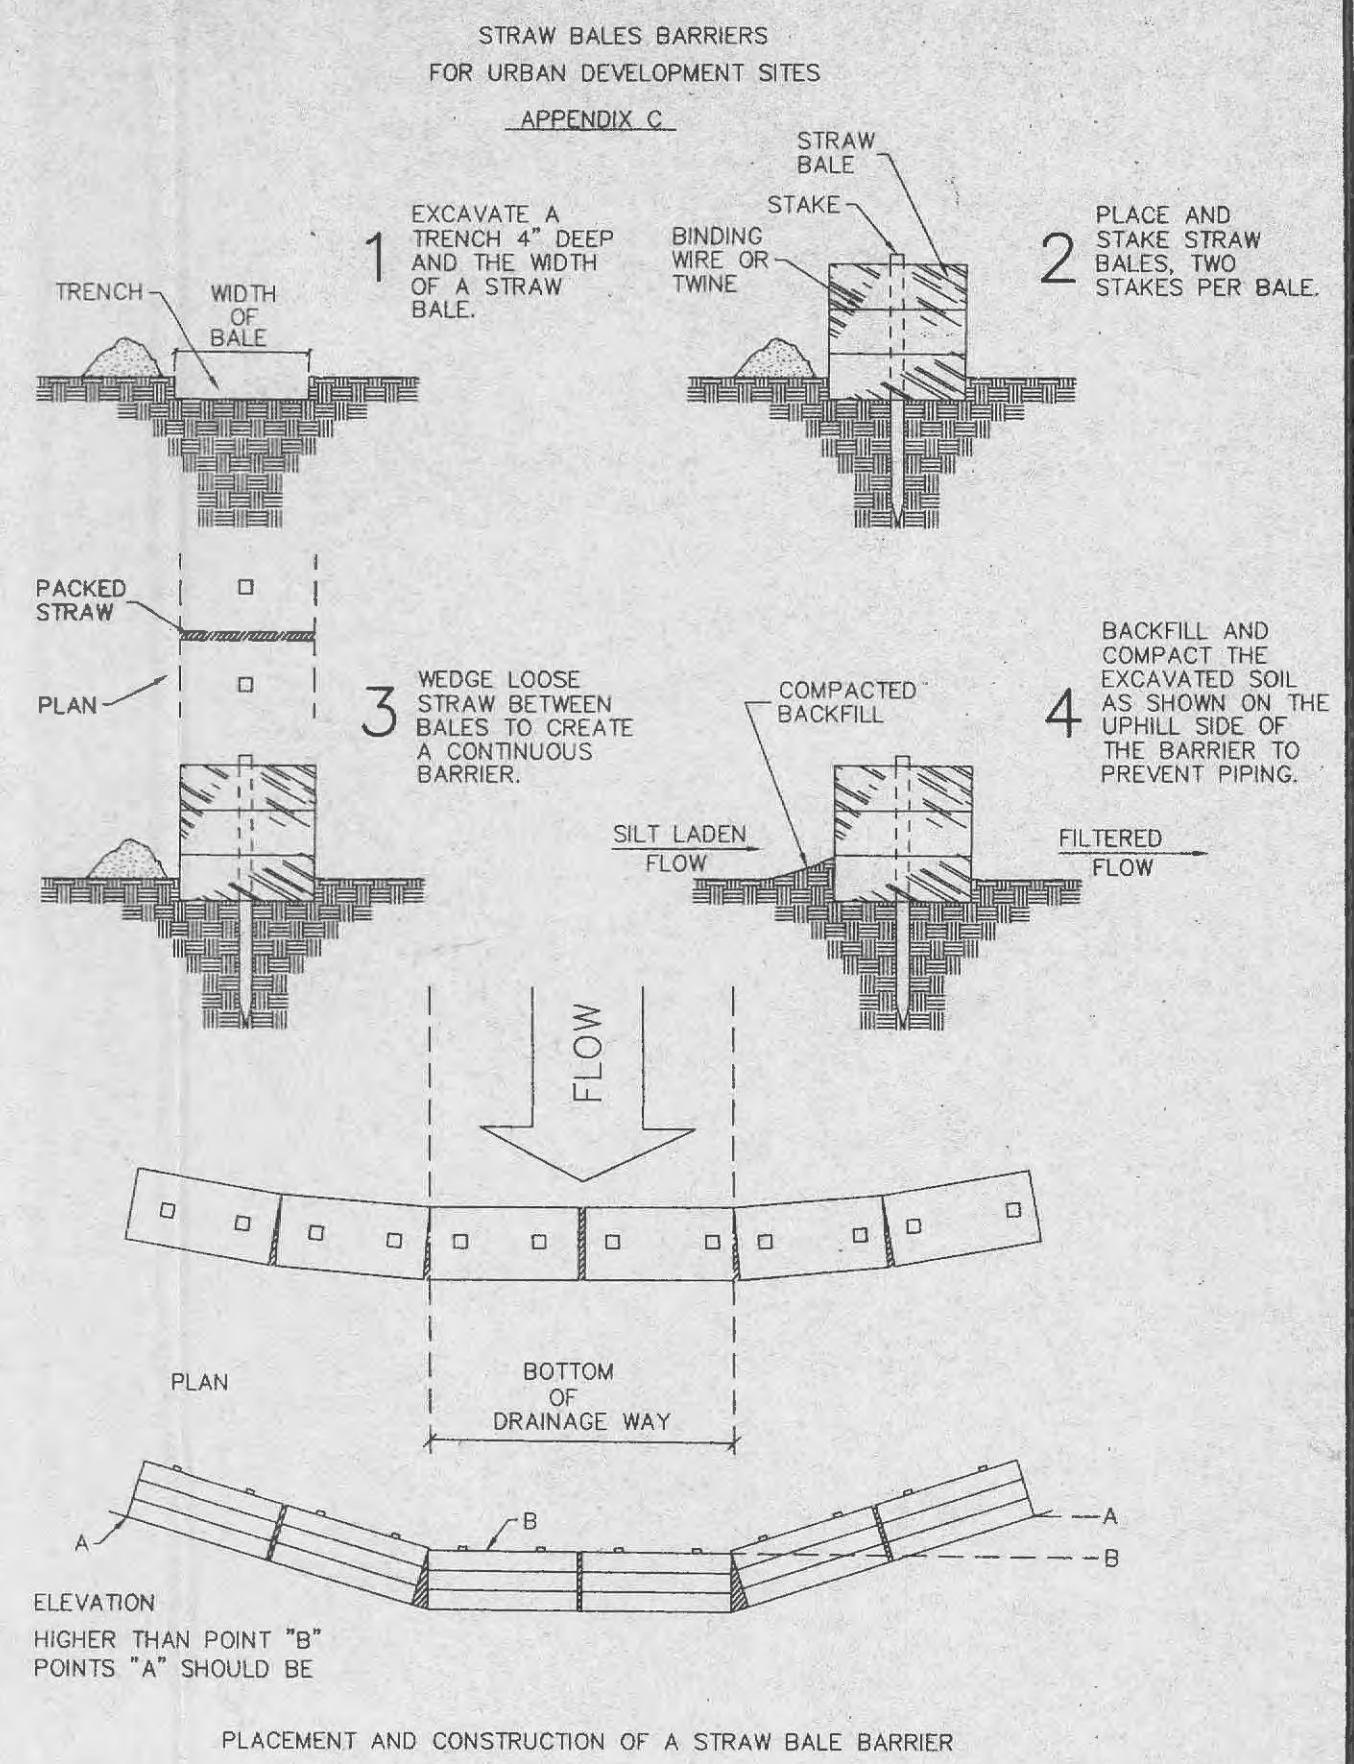 STRAW BALES BARRIERS
FOR URBAN DEVELOPMENT SITES
APPENDIX C
1
EXCAVATE A
TRENCH 4" DEEP
AND THE WIDTH
OF A STRAW
BALE.
TRENCH
WIDTH
OF
BALE
STRAW
BALE
STAKE
BINDING
WIRE OR
TWINE
2
PLACE AND
STAKE STRAW
BALES, TWO
STAKES PER BALE.
PACKED
STRAW
PLAN
3
WEDGE LOOSE
STRAW BETWEEN
BALES TO CREATE
A CONTINUOUS
BARRIER.
COMPACTED
BACKFILL
4
BACKFILL AND
COMPACT THE
EXCAVATED SOIL
AS SHOWN ON THE
UPHILL SIDE OF
THE BARRIER TO
PREVENT PIPING.
SILT LADEN
FLOW
FILTERED
FLOW
FLOW
PLAN
BOTTOM
OF
DRAINAGE WAY
A
B
A
B
ELEVATION
HIGHER THAN POINT "B"
POINTS "A" SHOULD BE
PLACEMENT AND CONSTRUCTION OF A STRAW BALE BARRIER